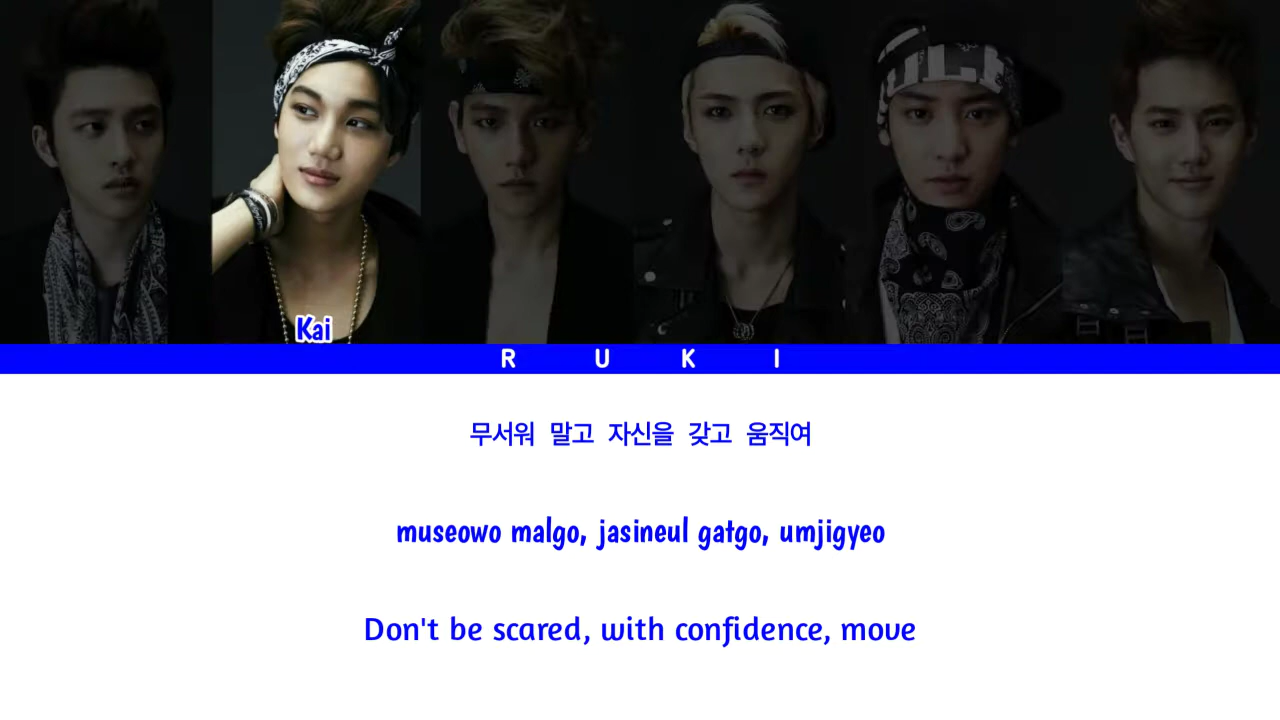 Kai
R U K I
무서워 말고 자신을 갖고 움직여
museowo malgo, jasineul gatgo, umjigyeo
Don't be scared, with confidence, move